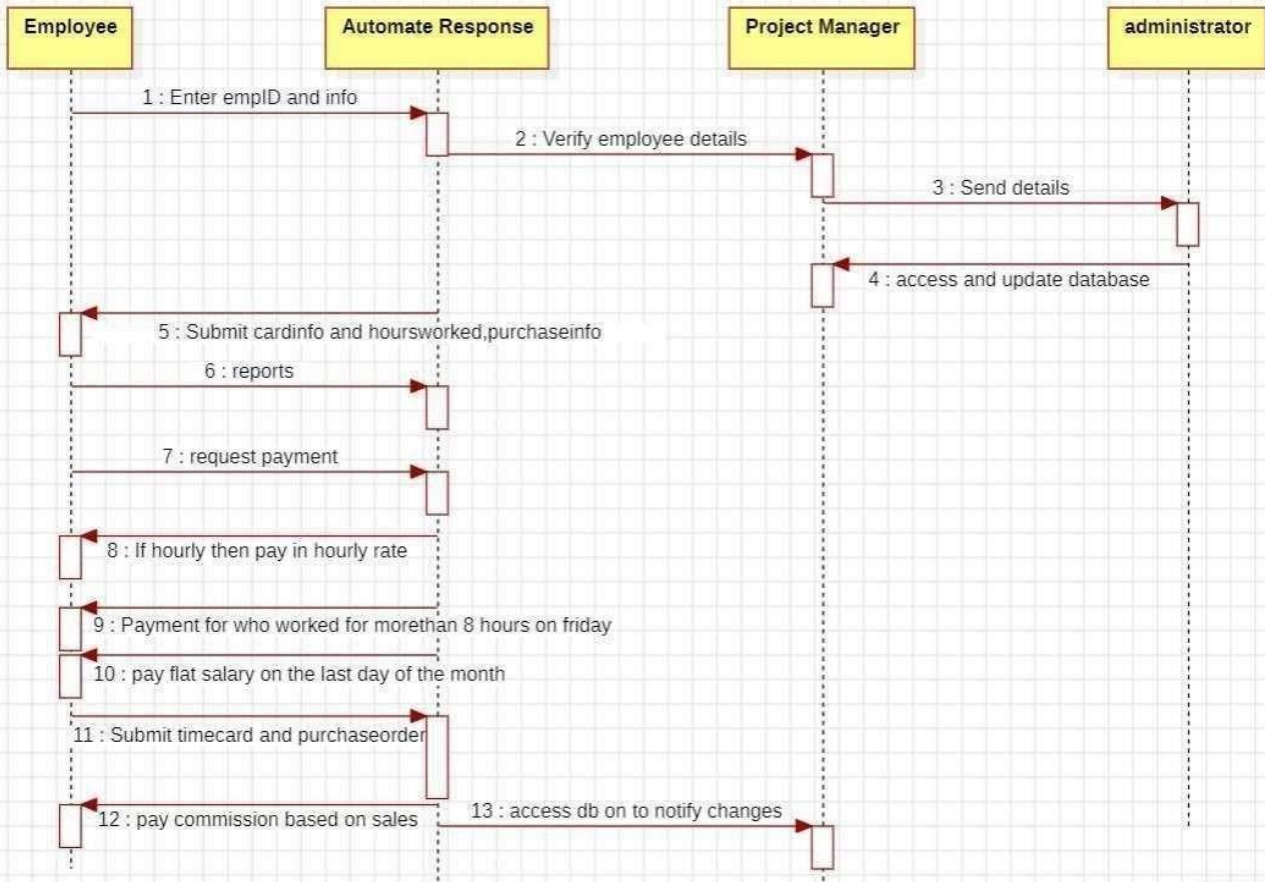 Employee
Automate Response
Project Manager
administrator
1 : Enter empID and info
2 : Verify employee details
3 : Send details
4 : access and update database
5 : Submit cardinfo and hoursworked,purchaseinfo
6 : reports
7 : request payment
8 : If hourly then pay in hourly rate
9 : Payment for who worked for morethan 8 hours on friday
10 : pay flat salary on the last day of the month
11 : Submit timecard and purchaseorder
12 : pay commission based on sales
13 : access db on to notify changes